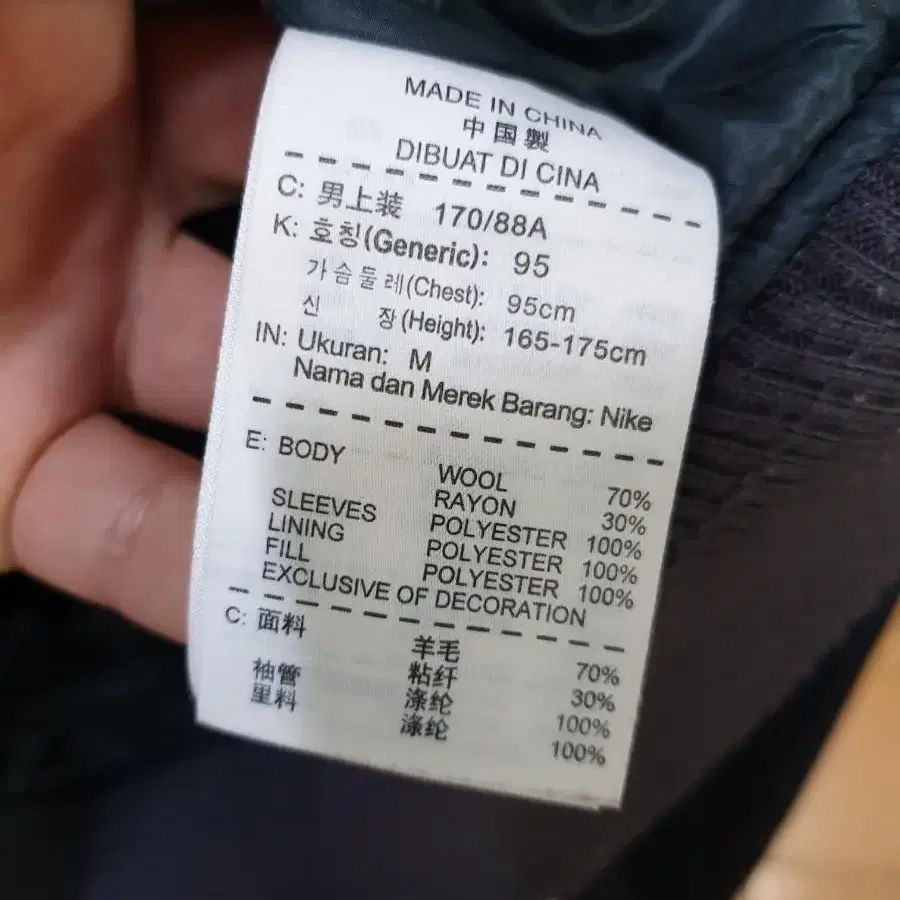 MADE IN CHINA
中国製
DIBUAT DI CINA
C: 男上装 170/88A
K: 호칭(Generic): 95
가슴둘레(Chest): 95cm
신 장(Height): 165-175cm
IN: Ukuran: M
Nama dan Merek Barang: Nike
E: BODY WOOL 70%
RAYON 30%
SLEEVES POLYESTER 100%
LINING POLYESTER 100%
FILL POLYESTER 100%
EXCLUSIVE OF DECORATION
C: 面料 羊毛 70%
粘纤 30%
袖管 涤纶 100%
里料 涤纶 100%